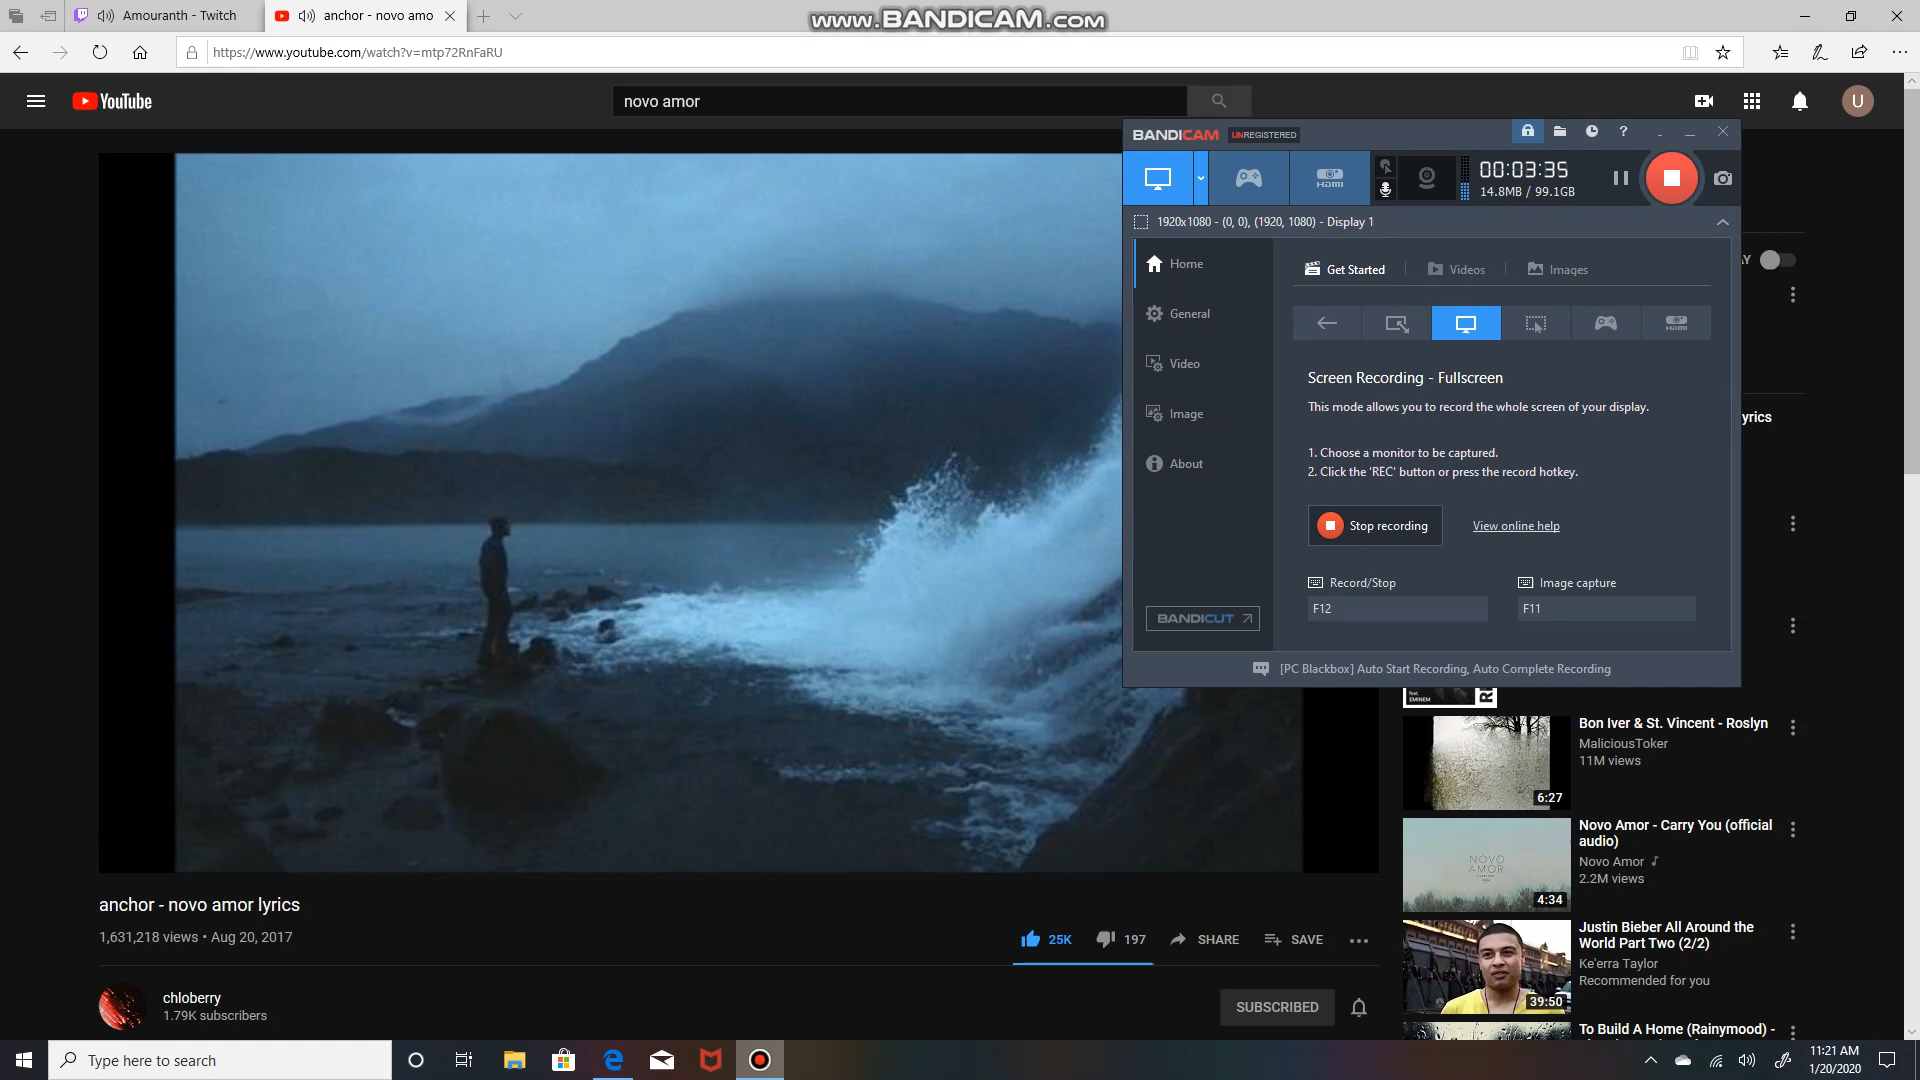 Amouranth - Twitch
anchor - novo amo
www.BANDICAM.com
https://www.youtube.com/watch?v=mtp72RnFaRU
YouTube
novo amor
U
BANDICAM UNREGISTERED
HDMI
00:03:35
14.8MB / 99.1GB
1920x1080 - (0, 0), (1920, 1080) - Display 1
Home
General
Video
Image
About
BANDICUT
Get Started
Videos
Images
HDMI
Screen Recording - Fullscreen
This mode allows you to record the whole screen of your display.
1. Choose a monitor to be captured.
2. Click the 'REC' button or press the record hotkey.
Stop recording
View online help
Record/Stop
Image capture
F12
F11
[PC Blackbox] Auto Start Recording, Auto Complete Recording
AY
yrics
feat.
EMINEM
Bon Iver & St. Vincent - Roslyn
MaliciousToker
11M views
6:27
Novo Amor - Carry You (official
audio)
Novo Amor
2.2M views
NOVO
AMOR
4:34
Justin Bieber All Around the
World Part Two (2/2)
Ke'erra Taylor
Recommended for you
39:50
To Build A Home (Rainymood) -
anchor - novo amor lyrics
1,631,218 views • Aug 20, 2017
25K
197
SHARE
SAVE
chloberry
1.79K subscribers
SUBSCRIBED
Type here to search
11:21 AM
1/20/2020